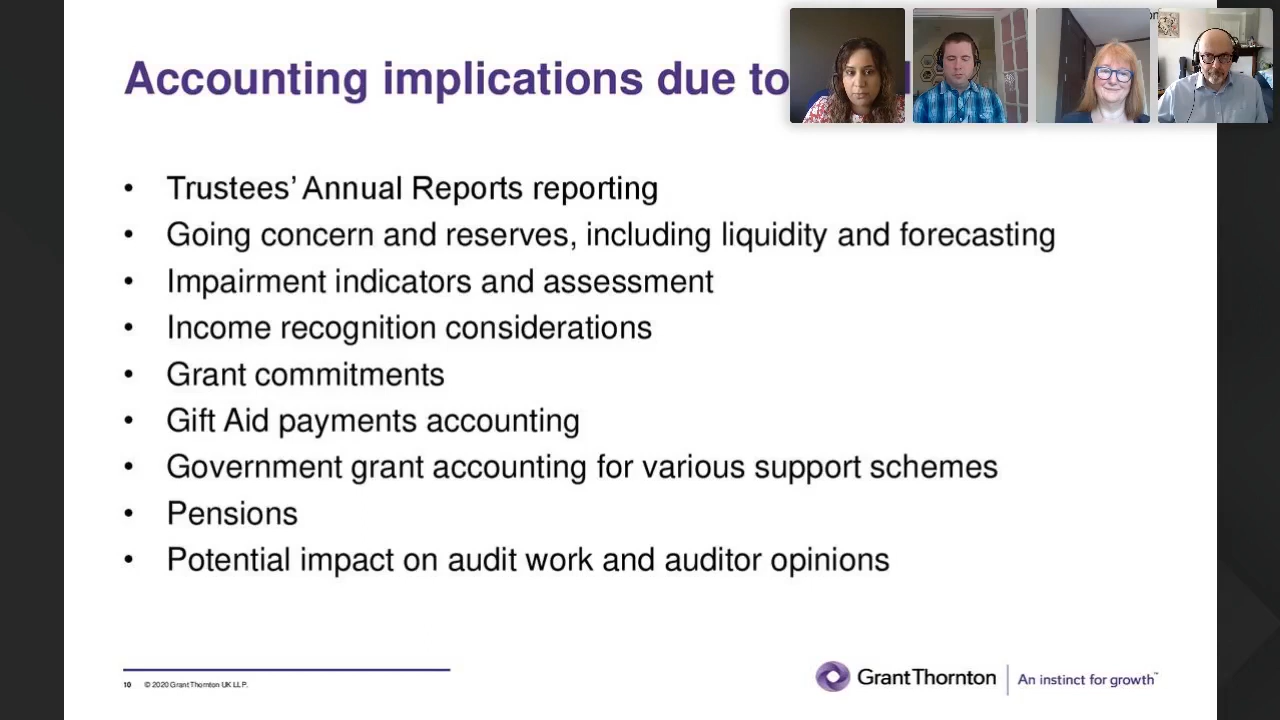 Accounting implications due to
• Trustees’ Annual Reports reporting
• Going concern and reserves, including liquidity and forecasting
• Impairment indicators and assessment
• Income recognition considerations
• Grant commitments
• Gift Aid payments accounting
• Government grant accounting for various support schemes
• Pensions
• Potential impact on audit work and auditor opinions
10 © 2020 Grant Thornton UK LLP.
Grant Thornton An instinct for growth™